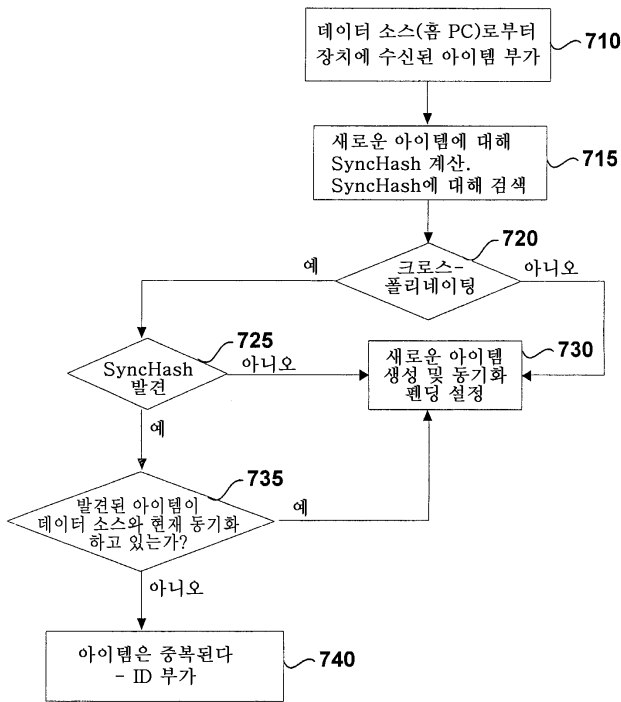 데이터 소스(홈 PC)로부터
장치에 수신된 아이템 부가
710
새로운 아이템에 대해
SyncHash 계산.
SyncHash에 대해 검색
715
720
크로스-
폴리네이팅
예
아니오
725
SyncHash
발견
아니오
730
새로운 아이템
생성 및 동기화
펜딩 설정
예
735
발견된 아이템이
데이터 소스와 현재 동기화
하고 있는가?
예
아니오
아이템은 중복된다
- ID 부가
740